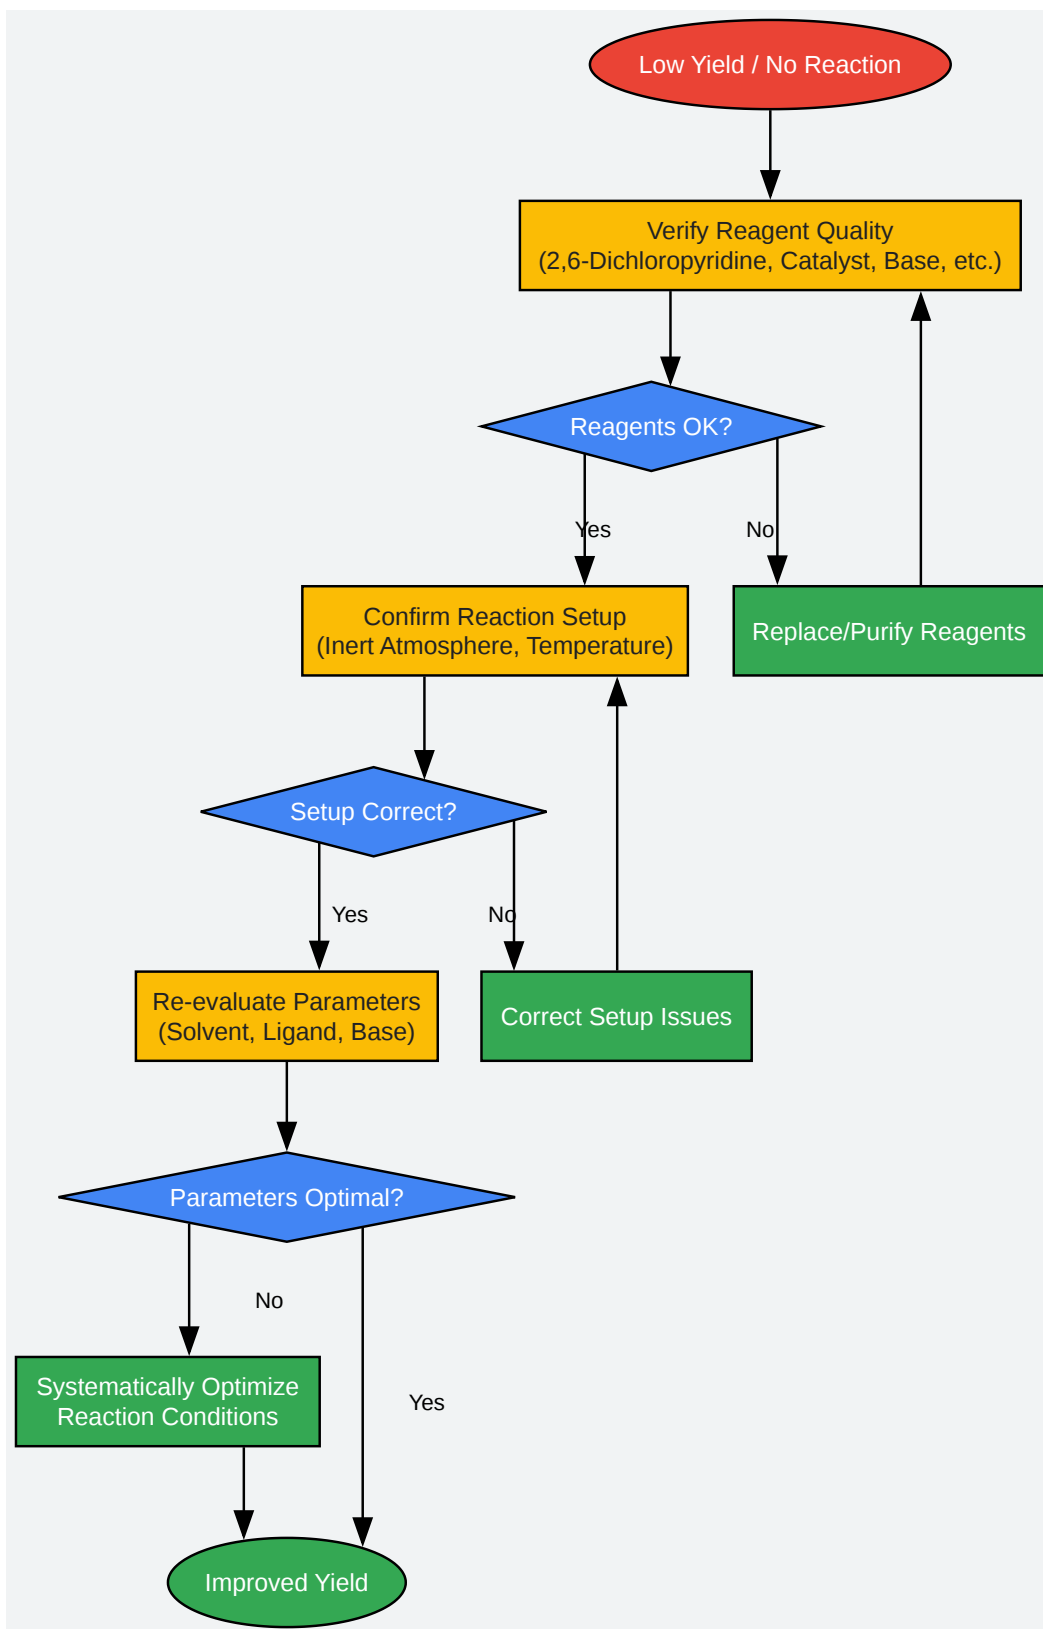 Low Yield / No Reaction
Verify Reagent Quality
(2,6-Dichloropyridine, Catalyst, Base, etc.)
Reagents OK?
Yes
No
Confirm Reaction Setup
(Inert Atmosphere, Temperature)
Replace/Purify Reagents
Setup Correct?
Yes
No
Re-evaluate Parameters
(Solvent, Ligand, Base)
Correct Setup Issues
Parameters Optimal?
No
Systematically Optimize
Reaction Conditions
Yes
Improved Yield